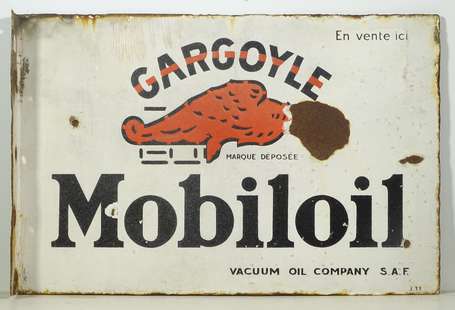 En vente ici
GARGOYLE
MARQUE DÉPOSÉE
Mobiloil
VACUUM OIL COMPANY S.A.F.